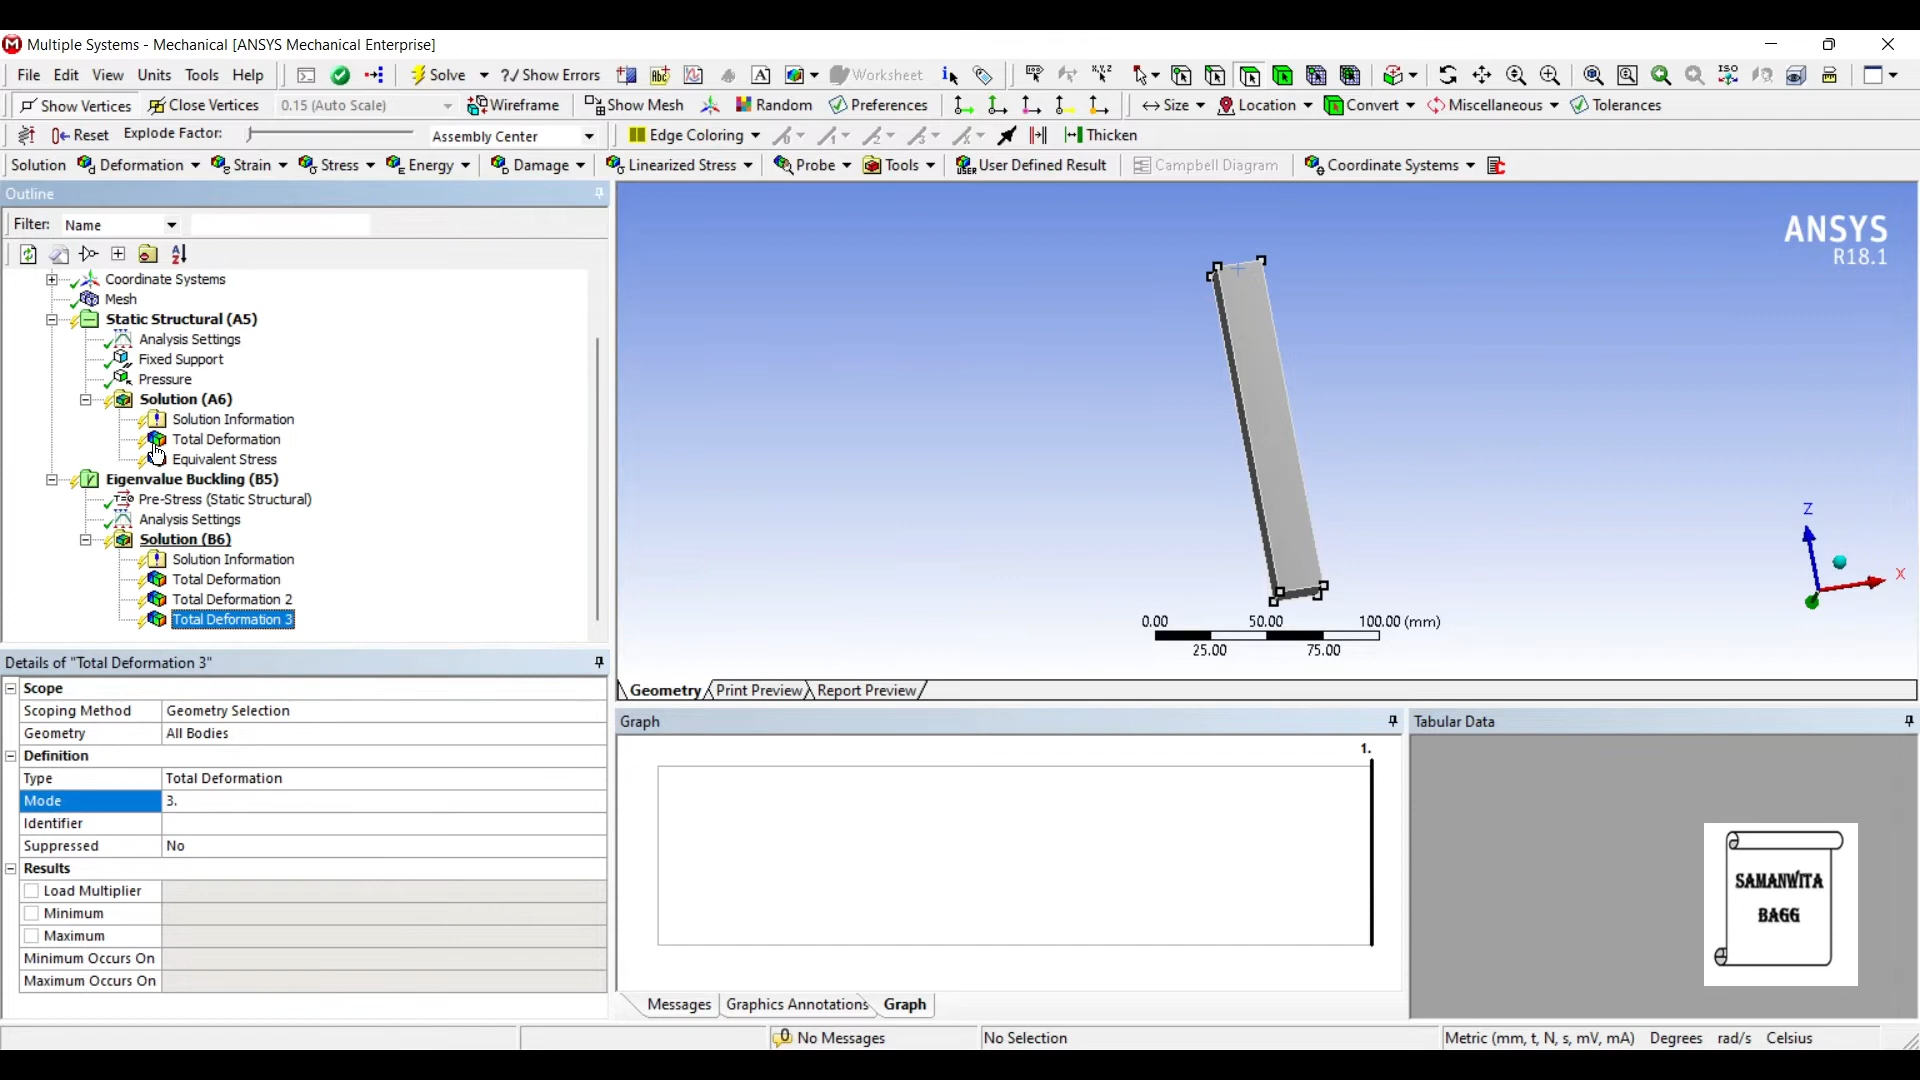 Multiple Systems - Mechanical [ANSYS Mechanical Enterprise]
File Edit View Units Tools Help Solve ?/ Show Errors Worksheet
Show Vertices Close Vertices 0.15 (Auto Scale) Wireframe Show Mesh Random Preferences Size Location Convert Miscellaneous Tolerances
Reset Explode Factor: Assembly Center Edge Coloring Thicken
Solution Deformation Strain Stress Energy Damage Linearized Stress Probe Tools User Defined Result Campbell Diagram Coordinate Systems
Outline
Filter: Name
Coordinate Systems
Mesh
Static Structural (A5)
Analysis Settings
Fixed Support
Pressure
Solution (A6)
Solution Information
Total Deformation
Equivalent Stress
Eigenvalue Buckling (B5)
Pre-Stress (Static Structural)
Analysis Settings
Solution (B6)
Solution Information
Total Deformation
Total Deformation 2
Total Deformation 3
Details of "Total Deformation 3"
Scope
Scoping Method Geometry Selection
Geometry All Bodies
Definition
Type Total Deformation
Mode 3.
Identifier
Suppressed No
Results
Load Multiplier
Minimum
Maximum
Minimum Occurs On
Maximum Occurs On
ANSYS
R18.1
Z
X
0.00 50.00 100.00 (mm)
25.00 75.00
Geometry Print Preview Report Preview
Graph
1.
Tabular Data
SAMANWITA
BAGG
Messages Graphics Annotations Graph
No Messages No Selection Metric (mm, t, N, s, mV, mA) Degrees rad/s Celsius